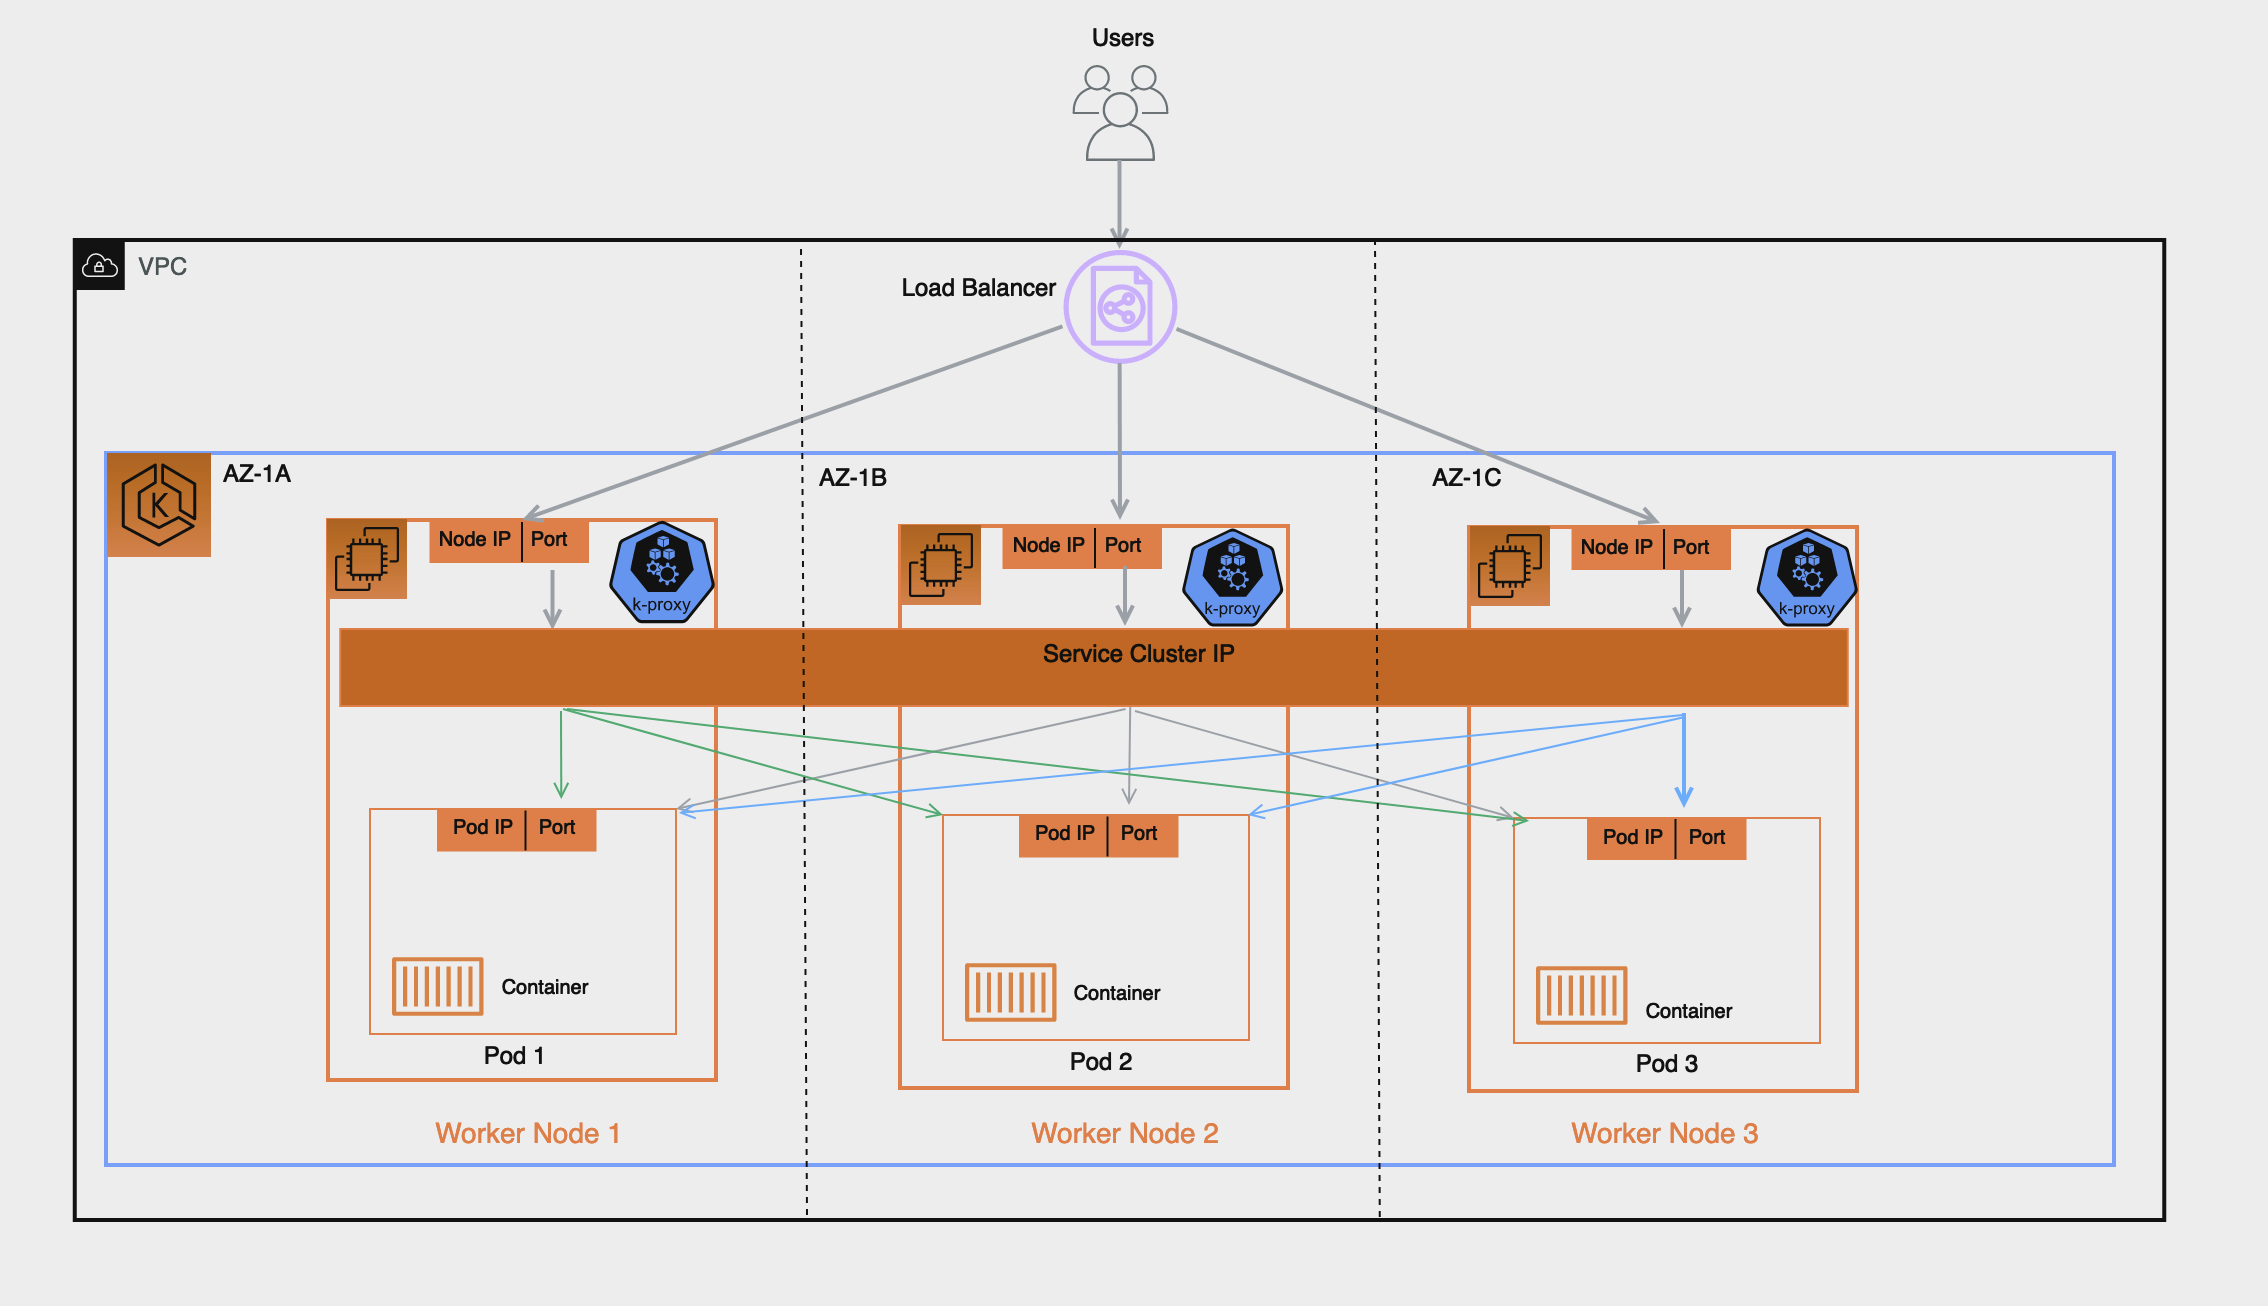 Users
VPC
Load Balancer
AZ-1A
AZ-1B
AZ-1C
K
Node IP
Port
k-proxy
Node IP
Port
k-proxy
Node IP
Port
k-proxy
Service Cluster IP
Pod IP
Port
Pod IP
Port
Pod IP
Port
Container
Container
Container
Pod 1
Pod 2
Pod 3
Worker Node 1
Worker Node 2
Worker Node 3